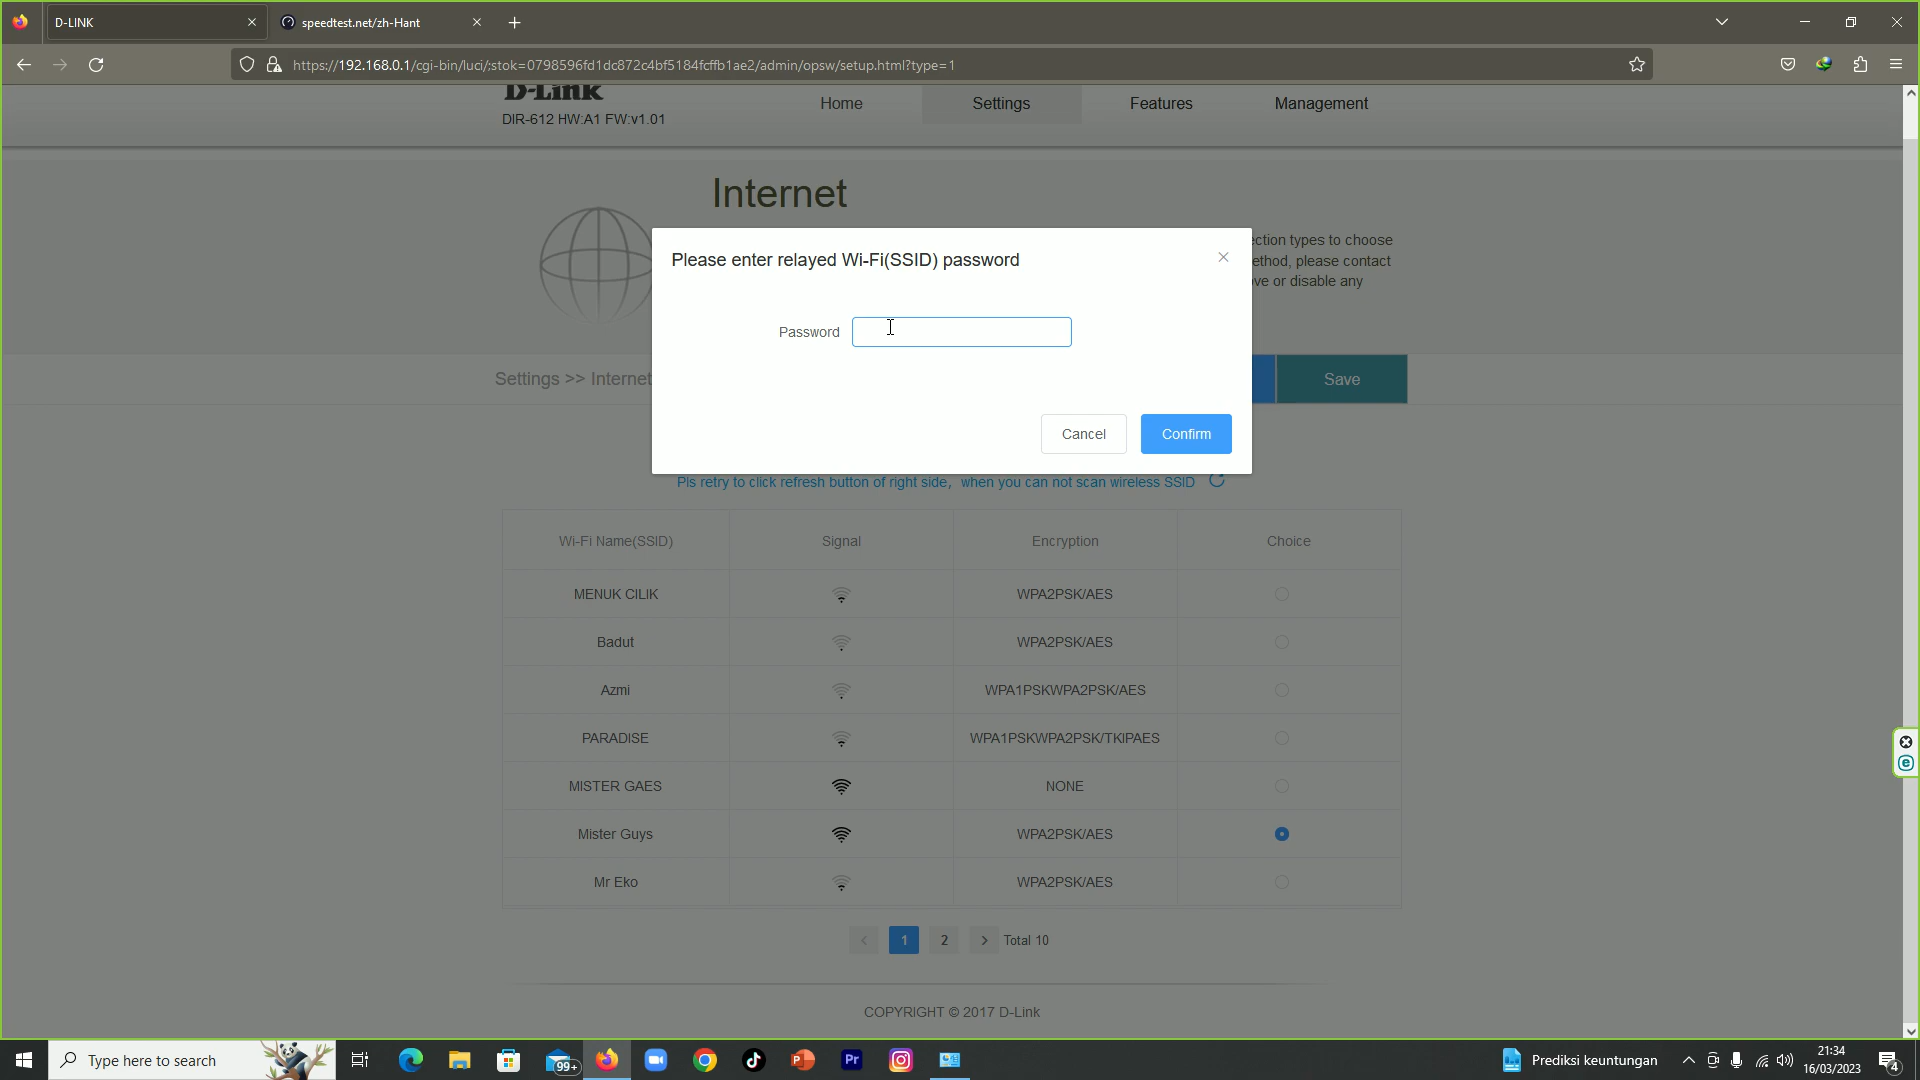 D-LINK
speedtest.net/zh-Hant
https://192.168.0.1/cgi-bin/luci/;stok=0798596fd1dc872c4bf5184fcffb1ae2/admin/opsw/setup.html?type=1
D-Link
DIR-612 HW:A1 FW:v1.01
Home
Settings
Features
Management
Internet
ction types to choose
ethod, please contact
ve or disable any
Please enter relayed Wi-Fi(SSID) password
Password
Settings >> Internet
Save
Cancel
Confirm
Pls retry to click refresh button of right side，when you can not scan wireless SSID
Wi-Fi Name(SSID) Signal Encryption Choice
MENUK CILIK WPA2PSK/AES
Badut WPA2PSK/AES
Azmi WPA1PSKWPA2PSK/AES
PARADISE WPA1PSKWPA2PSK/TKIPAES
MISTER GAES NONE
Mister Guys WPA2PSK/AES
Mr Eko WPA2PSK/AES
1 2 Total 10
COPYRIGHT © 2017 D-Link
Type here to search
99+
Pr
Prediksi keuntungan
21:34
16/03/2023
4